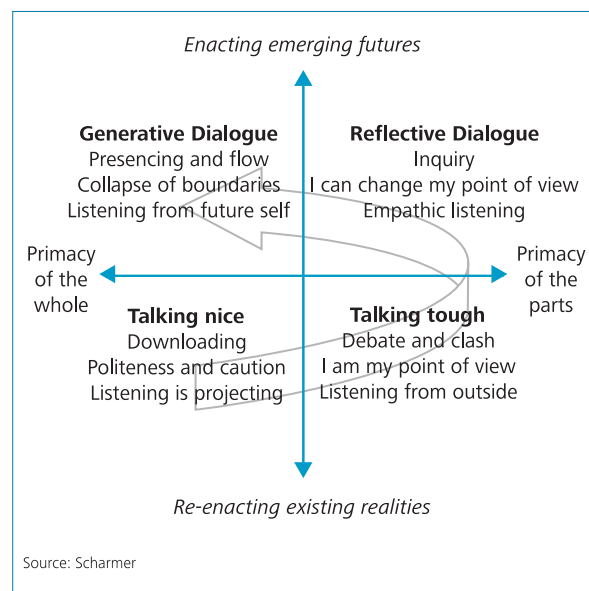 Enacting emerging futures
Generative Dialogue
Presencing and flow
Collapse of boundaries
Listening from future self
Reflective Dialogue
Inquiry
I can change my point of view
Empathic listening
Primacy
of the
whole
Primacy
of the
parts
Talking nice
Downloading
Politeness and caution
Listening is projecting
Talking tough
Debate and clash
I am my point of view
Listening from outside
Re-enacting existing realities
Source: Scharmer